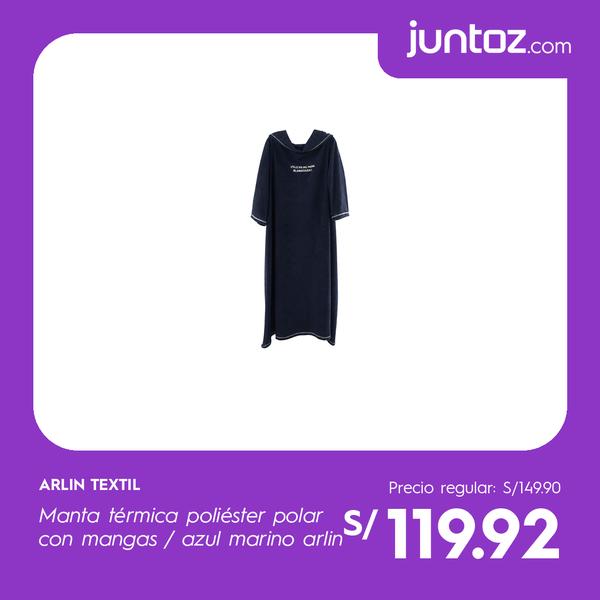 juntoz.com
ARLIN TEXTIL
Manta térmica poliéster polar
con mangas / azul marino arlin
Precio regular: S/149.90
S/119.92